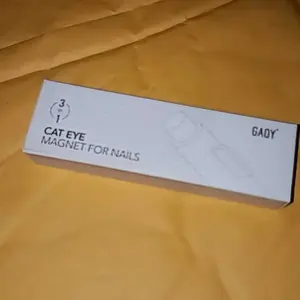 3
in
1
CAT EYE
MAGNET FOR NAILS
GAOY